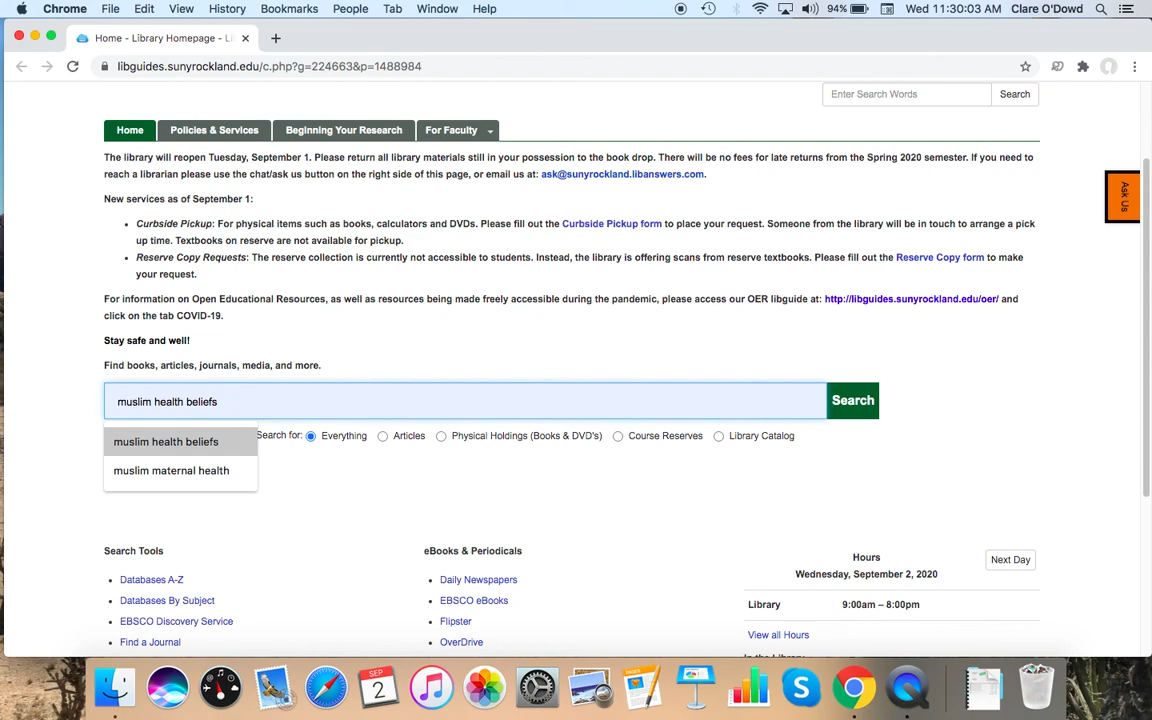 Chrome File Edit View History Bookmarks People Tab Window Help 94% Wed 11:30:03 AM Clare O'Dowd
Home - Library Homepage - Li
libguides.sunyrockland.edu/c.php?g=224663&p=1488984
Enter Search Words Search
Home Policies & Services Beginning Your Research For Faculty
The library will reopen Tuesday, September 1. Please return all library materials still in your possession to the book drop. There will be no fees for late returns from the Spring 2020 semester. If you need to
reach a librarian please use the chat/ask us button on the right side of this page, or email us at: ask@sunyrockland.libanswers.com.
Ask Us
New services as of September 1:
• Curbside Pickup: For physical items such as books, calculators and DVDs. Please fill out the Curbside Pickup form to place your request. Someone from the library will be in touch to arrange a pick
up time. Textbooks on reserve are not available for pickup.
• Reserve Copy Requests: The reserve collection is currently not accessible to students. Instead, the library is offering scans from reserve textbooks. Please fill out the Reserve Copy form to make
your request.
For information on Open Educational Resources, as well as resources being made freely accessible during the pandemic, please access our OER libguide at: http://libguides.sunyrockland.edu/oer/ and
click on the tab COVID-19.
Stay safe and well!
Find books, articles, journals, media, and more.
muslim health beliefs Search
Search for: Everything Articles Physical Holdings (Books & DVD's) Course Reserves Library Catalog
muslim health beliefs
muslim maternal health
Search Tools
• Databases A-Z
• Databases By Subject
• EBSCO Discovery Service
• Find a Journal
eBooks & Periodicals
• Daily Newspapers
• EBSCO eBooks
• Flipster
• OverDrive
Hours
Wednesday, September 2, 2020
Next Day
Library 9:00am – 8:00pm
View all Hours
In the Library
SEP
2